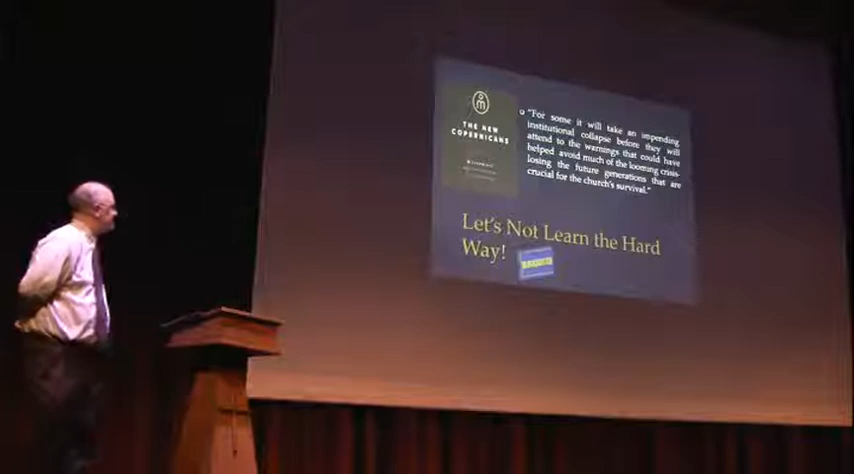 THE NEW
COPERNICANS
"For some it will take an impending
institutional collapse before they will
attend to the warnings that could have
helped avoid much of the looming crisis-
losing the future generations that are
crucial for the church's survival."
Let's Not Learn the Hard
Way!